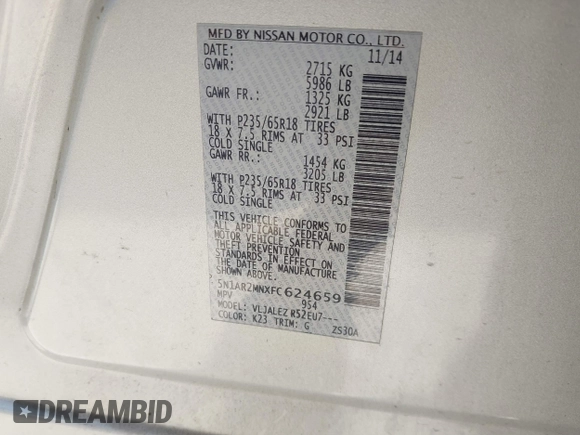 MFD BY NISSAN MOTOR CO., LTD.
DATE: 11/14
GVWR: 2715 KG
5986 LB
GAWR FR.: 1325 KG
2921 LB
WITH P235/65R18 TIRES
18 X 7.5 RIMS AT 33 PSI
COLD SINGLE
GAWR RR.: 1454 KG
3205 LB
WITH P235/65R18 TIRES
18 X 7.5 RIMS AT 33 PSI
COLD SINGLE
THIS VEHICLE CONFORMS TO
ALL APPLICABLE FEDERAL
MOTOR VEHICLE SAFETY AND
THEFT PREVENTION
STANDARDS IN EFFECT ON
THE DATE OF MANUFACTURE
SHOWN ABOVE.
5N1AR2MNXFC624659
MPV 954
MODEL: VLJALEZ R52EU7---
COLOR: K23 TRIM: G ZS30A
DREAMBID